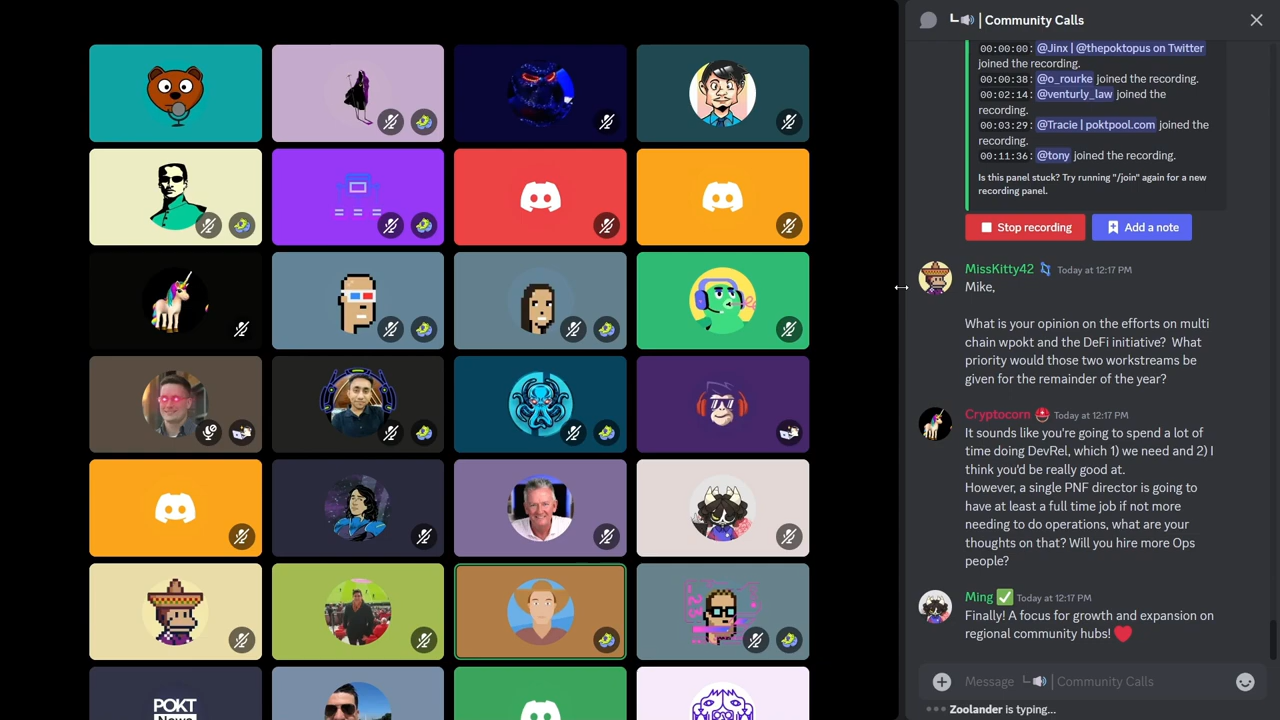 Community Calls
00:00:00: @Jinx | @thepoktopus on Twitter
joined the recording.
00:00:38: @o_rourke joined the recording.
00:02:14: @venturly_law joined the
recording.
00:03:29: @Tracie | poktpool.com joined the
recording.
00:11:36: @tony joined the recording.
Is this panel stuck? Try running "/join" again for a new
recording panel.
Stop recording
Add a note
MissKitty42 Today at 12:17 PM
Mike,
What is your opinion on the efforts on multi
chain wpokt and the DeFi initiative? What
priority would those two workstreams be
given for the remainder of the year?
Cryptocorn Today at 12:17 PM
It sounds like you're going to spend a lot of
time doing DevRel, which 1) we need and 2) I
think you'd be really good at.
However, a single PNF director is going to
have at least a full time job if not more
needing to do operations, what are your
thoughts on that? Will you hire more Ops
people?
Ming Today at 12:17 PM
Finally! A focus for growth and expansion on
regional community hubs!
Message Community Calls
Zoolander is typing...
POKT
News